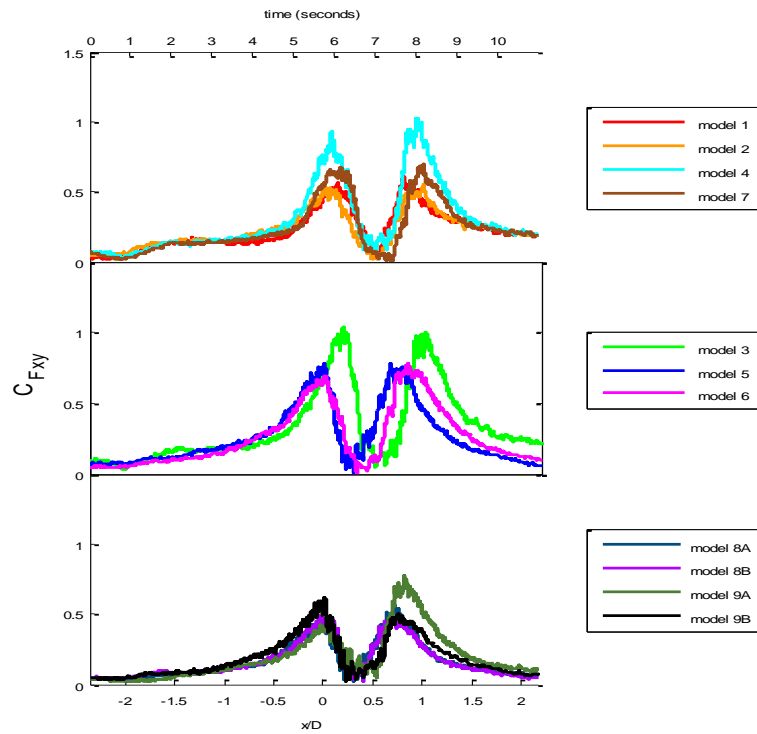 time (seconds)
0 1 2 3 4 5 6 7 8 9 10
1.5
1
0.5
0
1
0.5
0
1
0.5
0
-2 -1.5 -1 -0.5 0 0.5 1 1.5 2
x/D
C Fxy
model 1
model 2
model 4
model 7
model 3
model 5
model 6
model 8A
model 8B
model 9A
model 9B